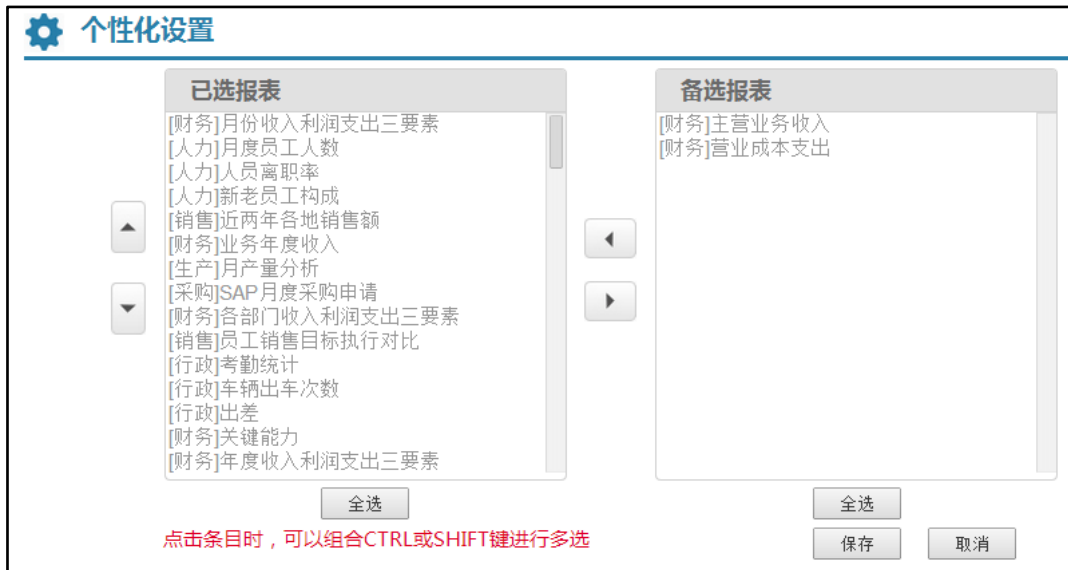 个性化设置
已选报表
[财务]月份收入利润支出三要素
[人力]月度员工人数
[人力]人员离职率
[人力]新老员工构成
[销售]近两年各地销售额
[财务]业务年度收入
[生产]月产量分析
[采购]SAP月度采购申请
[财务]各部门收入利润支出三要素
[销售]员工销售目标执行对比
[行政]考勤统计
[行政]车辆出车次数
[行政]出差
[财务]关键能力
[财务]年度收入利润支出三要素
全选
点击条目时，可以组合CTRL或SHIFT键进行多选
备选报表
[财务]主营业务收入
[财务]营业成本支出
全选
保存
取消